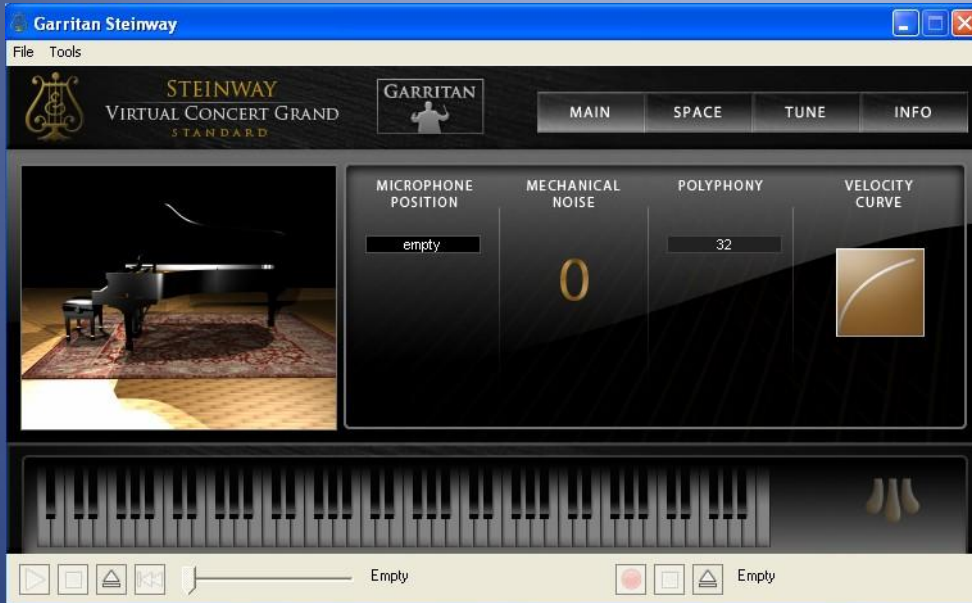 Garritan Steinway
File Tools
STEINWAY
VIRTUAL CONCERT GRAND
STANDARD
GARRITAN
MAIN SPACE TUNE INFO
MICROPHONE
POSITION
empty
MECHANICAL
NOISE
0
POLYPHONY
32
VELOCITY
CURVE
Empty
Empty